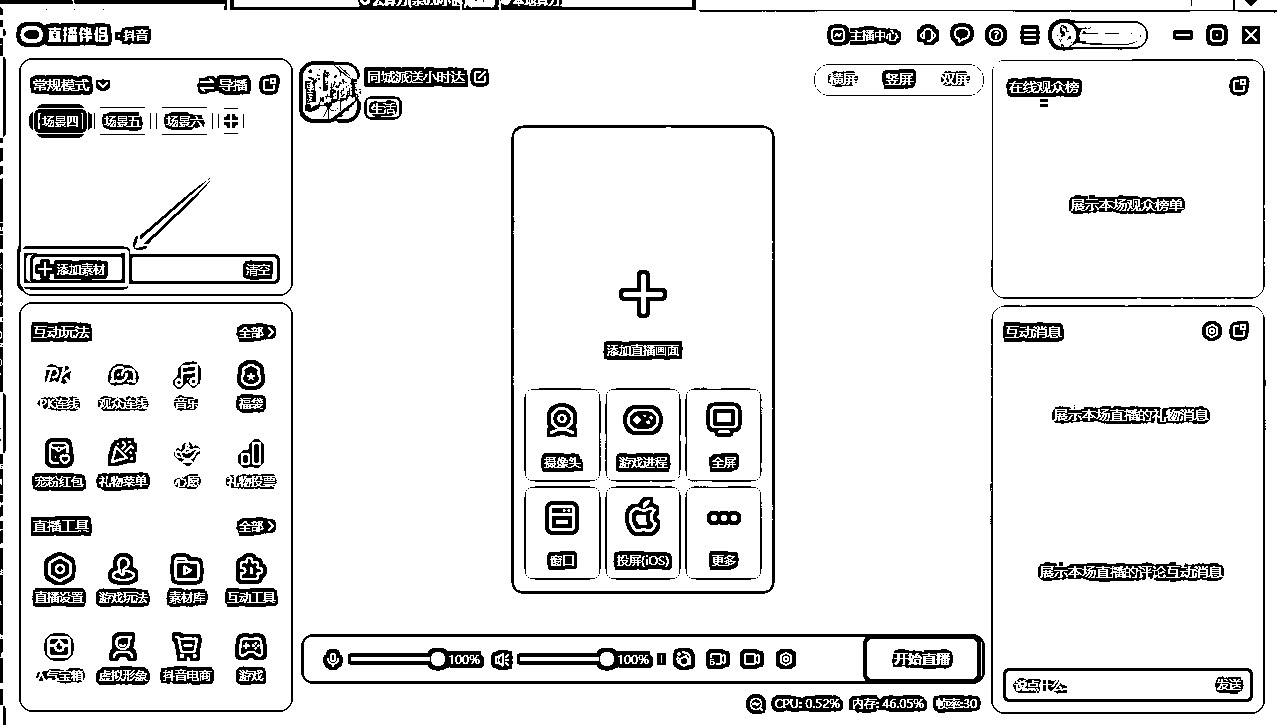 直播伴侣 抖音
主播中心
常规模式 导播
场景四 场景五 场景六
添加素材 清空
同城派送小时达
生活
横屏 竖屏 双屏
在线观众榜
展示本场观众榜单
互动玩法 全部
PK连线 观众连线 音乐 福袋
宠粉红包 礼物菜单 心愿 礼物投票
直播工具 全部
直播设置 游戏玩法 素材库 互动工具
人气宝箱 虚拟形象 抖音电商 游戏
添加直播画面
摄像头 游戏进程 全屏
窗口 投屏(iOS) 更多
100% 100% 开始直播
CPU: 0.52% 内存: 46.05% 帧率:30
互动消息
展示本场直播的礼物消息
展示本场直播的评论互动消息
说点什么 发送